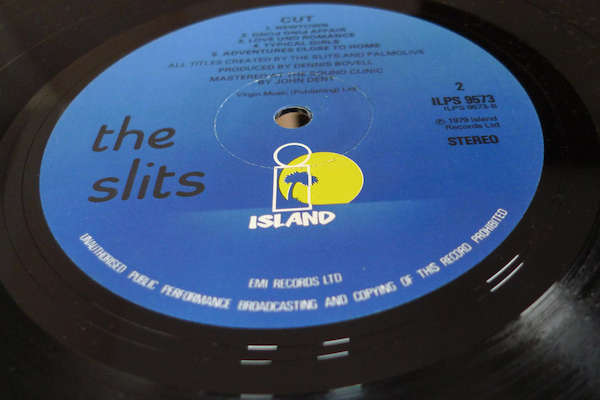 CUT
1. NEWTOWN
2. PING PONG AFFAIR
3. LOVE UND ROMANCE
4. TYPICAL GIRLS
5. ADVENTURES CLOSE TO HOME
ALL TITLES CREATED BY THE SLITS AND PALMOLIVE
PRODUCED BY DENNIS BOVELL
MASTERED AT THE SOUND CLINIC
BY JOHN DENT
Virgin Music (Publishing) Ltd
2
ILPS 9573
ILPS 9573-B
℗ 1979 Island
Records Ltd
STEREO
the
slits
ISLAND
EMI RECORDS LTD
UNAUTHORISED PUBLIC PERFORMANCE BROADCASTING AND COPYING OF THIS RECORD PROHIBITED